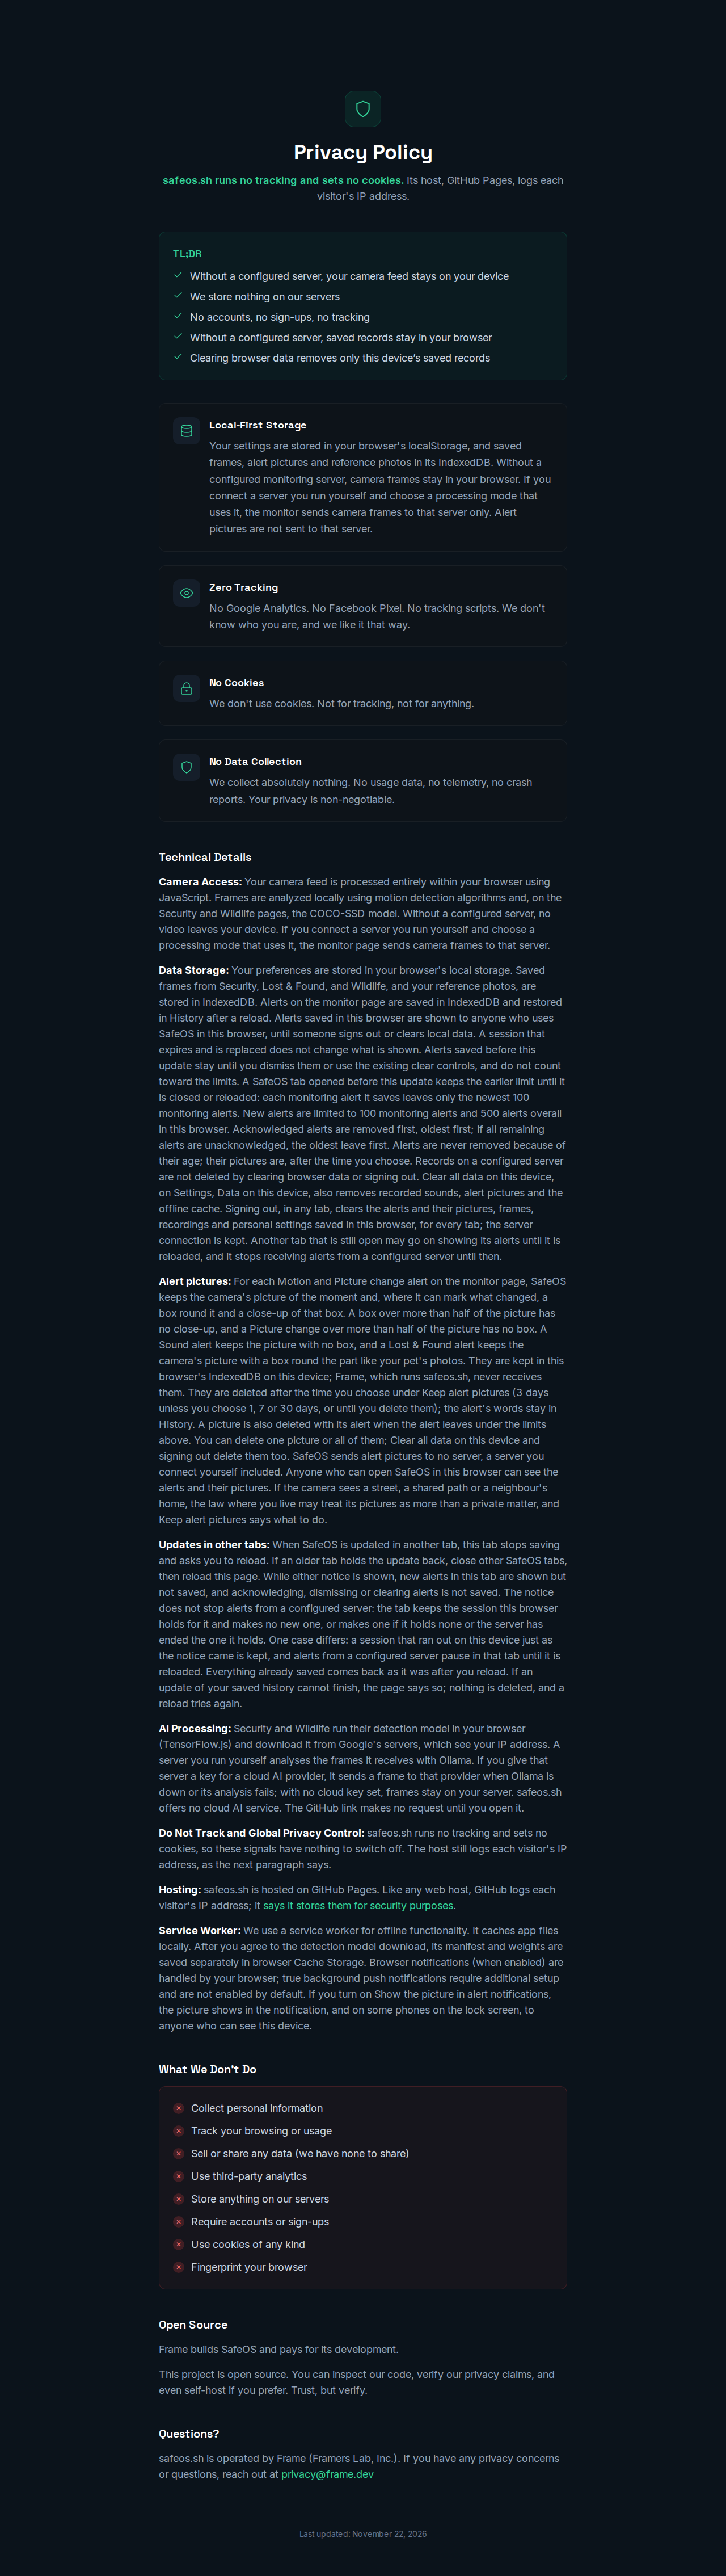 Privacy Policy
safeos.sh runs no tracking and sets no cookies. Its host, GitHub Pages, logs each
visitor's IP address.
TL;DR
Without a configured server, your camera feed stays on your device
We store nothing on our servers
No accounts, no sign-ups, no tracking
Without a configured server, saved records stay in your browser
Clearing browser data removes only this device's saved records
Local-First Storage
Your settings are stored in your browser's localStorage, and saved
frames, alert pictures and reference photos in its IndexedDB. Without a
configured monitoring server, camera frames stay in your browser. If you
connect a server you run yourself and choose a processing mode that
uses it, the monitor sends camera frames to that server only. Alert
pictures are not sent to that server.
Zero Tracking
No Google Analytics. No Facebook Pixel. No tracking scripts. We don't
know who you are, and we like it that way.
No Cookies
We don't use cookies. Not for tracking, not for anything.
No Data Collection
We collect absolutely nothing. No usage data, no telemetry, no crash
reports. Your privacy is non-negotiable.
Technical Details
Camera Access: Your camera feed is processed entirely within your browser using
JavaScript. Frames are analyzed locally using motion detection algorithms and, on the
Security and Wildlife pages, the COCO-SSD model. Without a configured server, no
video leaves your device. If you connect a server you run yourself and choose a
processing mode that uses it, the monitor page sends camera frames to that server.
Data Storage: Your preferences are stored in your browser's local storage. Saved
frames from Security, Lost & Found, and Wildlife, and your reference photos, are
stored in IndexedDB. Alerts on the monitor page are saved in IndexedDB and restored
in History after a reload. Alerts saved in this browser are shown to anyone who uses
SafeOS in this browser, until someone signs out or clears local data. A session that
expires and is replaced does not change what is shown. Alerts saved before this
update stay until you dismiss them or use the existing clear controls, and do not count
toward the limits. A SafeOS tab opened before this update keeps the earlier limit until it
is closed or reloaded: each monitoring alert it saves leaves only the newest 100
monitoring alerts. New alerts are limited to 100 monitoring alerts and 500 alerts overall
in this browser. Acknowledged alerts are removed first, oldest first; if all remaining
alerts are unacknowledged, the oldest leave first. Alerts are never removed because of
their age; their pictures are, after the time you choose. Records on a configured server
are not deleted by clearing browser data or signing out. Clear all data on this device,
on Settings, Data on this device, also removes recorded sounds, alert pictures and the
offline cache. Signing out, in any tab, clears the alerts and their pictures, frames,
recordings and personal settings saved in this browser, for every tab; the server
connection is kept. Another tab that is still open may go on showing its alerts until it is
reloaded, and it stops receiving alerts from a configured server until then.
Alert pictures: For each Motion and Picture change alert on the monitor page, SafeOS
keeps the camera's picture of the moment and, where it can mark what changed, a
box round it and a close-up of that box. A box over more than half of the picture has
no close-up, and a Picture change over more than half of the picture has no box. A
Sound alert keeps the picture with no box, and a Lost & Found alert keeps the
camera's picture with a box round the part like your pet's photos. They are kept in this
browser's IndexedDB on this device; Frame, which runs safeos.sh, never receives
them. They are deleted after the time you choose under Keep alert pictures (3 days
unless you choose 1, 7 or 30 days, or until you delete them); the alert's words stay in
History. A picture is also deleted with its alert when the alert leaves under the limits
above. You can delete one picture or all of them; Clear all data on this device and
signing out delete them too. SafeOS sends alert pictures to no server, a server you
connect yourself included. Anyone who can open SafeOS in this browser can see the
alerts and their pictures. If the camera sees a street, a shared path or a neighbour's
home, the law where you live may treat its pictures as more than a private matter, and
Keep alert pictures says what to do.
Updates in other tabs: When SafeOS is updated in another tab, this tab stops saving
and asks you to reload. If an older tab holds the update back, close other SafeOS tabs,
then reload this page. While either notice is shown, new alerts in this tab are shown but
not saved, and acknowledging, dismissing or clearing alerts is not saved. The notice
does not stop alerts from a configured server: the tab keeps the session this browser
holds for it and makes no new one, or makes one if it holds none or the server has
ended the one it holds. One case differs: a session that ran out on this device just as
the notice came is kept, and alerts from a configured server pause in that tab until it is
reloaded. Everything already saved comes back as it was after you reload. If an
update of your saved history cannot finish, the page says so; nothing is deleted, and a
reload tries again.
AI Processing: Security and Wildlife run their detection model in your browser
(TensorFlow.js) and download it from Google's servers, which see your IP address. A
server you run yourself analyses the frames it receives with Ollama. If you give that
server a key for a cloud AI provider, it sends a frame to that provider when Ollama is
down or its analysis fails; with no cloud key set, frames stay on your server. safeos.sh
offers no cloud AI service. The GitHub link makes no request until you open it.
Do Not Track and Global Privacy Control: safeos.sh runs no tracking and sets no
cookies, so these signals have nothing to switch off. The host still logs each visitor's IP
address, as the next paragraph says.
Hosting: safeos.sh is hosted on GitHub Pages. Like any web host, GitHub logs each
visitor's IP address; it says it stores them for security purposes.
Service Worker: We use a service worker for offline functionality. It caches app files
locally. After you agree to the detection model download, its manifest and weights are
saved separately in browser Cache Storage. Browser notifications (when enabled) are
handled by your browser; true background push notifications require additional setup
and are not enabled by default. If you turn on Show the picture in alert notifications,
the picture shows in the notification, and on some phones on the lock screen, to
anyone who can see this device.
What We Don't Do
Collect personal information
Track your browsing or usage
Sell or share any data (we have none to share)
Use third-party analytics
Store anything on our servers
Require accounts or sign-ups
Use cookies of any kind
Fingerprint your browser
Open Source
Frame builds SafeOS and pays for its development.
This project is open source. You can inspect our code, verify our privacy claims, and
even self-host if you prefer. Trust, but verify.
Questions?
safeos.sh is operated by Frame (Framers Lab, Inc.). If you have any privacy concerns
or questions, reach out at privacy@frame.dev
Last updated: November 22, 2026